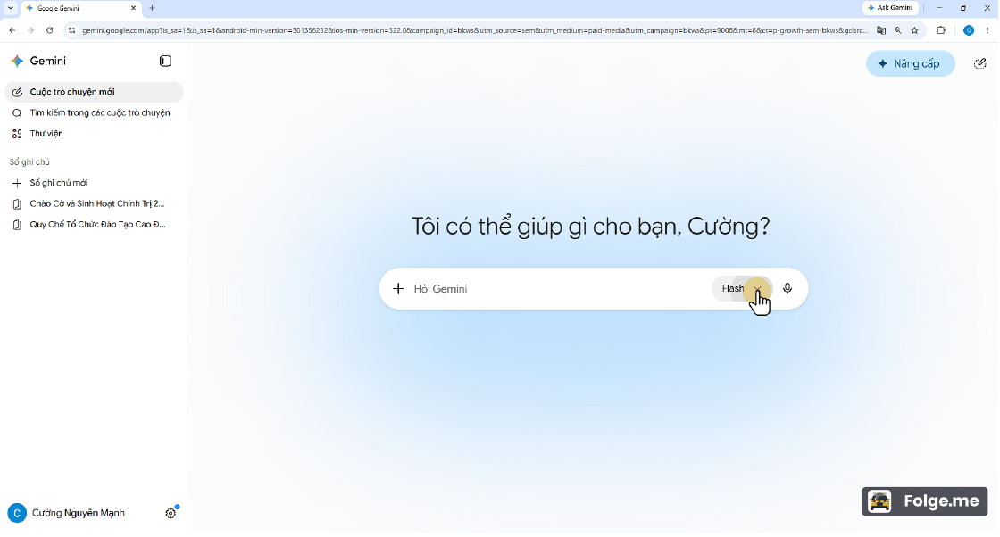 Google Gemini
Ask Gemini
gemini.google.com/app?is_sa=1&is_sa=1&android-min-version=301356232&ios-min-version=322.0&campaign_id=bkws&utm_source=sem&utm_medium=paid-media&utm_campaign=bkws&pt=9008&mt=8&ct=p-growth-sem-bkws&gclsrc...
C
Gemini
Nâng cấp
Cuộc trò chuyện mới
Tìm kiếm trong các cuộc trò chuyện
Thư viện
Sổ ghi chú
Sổ ghi chú mới
Chào Cờ và Sinh Hoạt Chính Trị 2...
Quy Chế Tổ Chức Đào Tạo Cao Đ...
Tôi có thể giúp gì cho bạn, Cường?
Hỏi Gemini
Flash
C Cường Nguyễn Mạnh
Folge.me